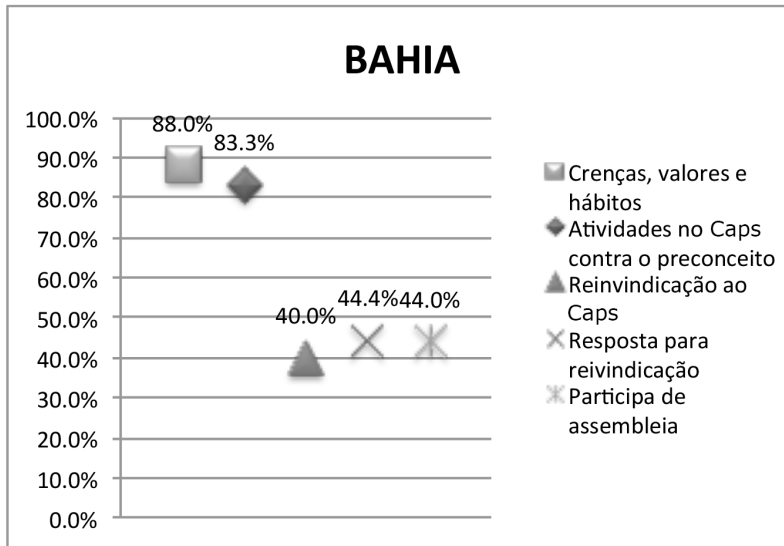 BAHIA
100.0%
90.0%
80.0%
70.0%
60.0%
50.0%
40.0%
30.0%
20.0%
10.0%
0.0%
88.0%
83.3%
40.0%
44.4%
44.0%
Crenças, valores e
hábitos
Atividades no Caps
contra o preconceito
Reinvindicação ao
Caps
Resposta para
reivindicação
Participa de
assembleia